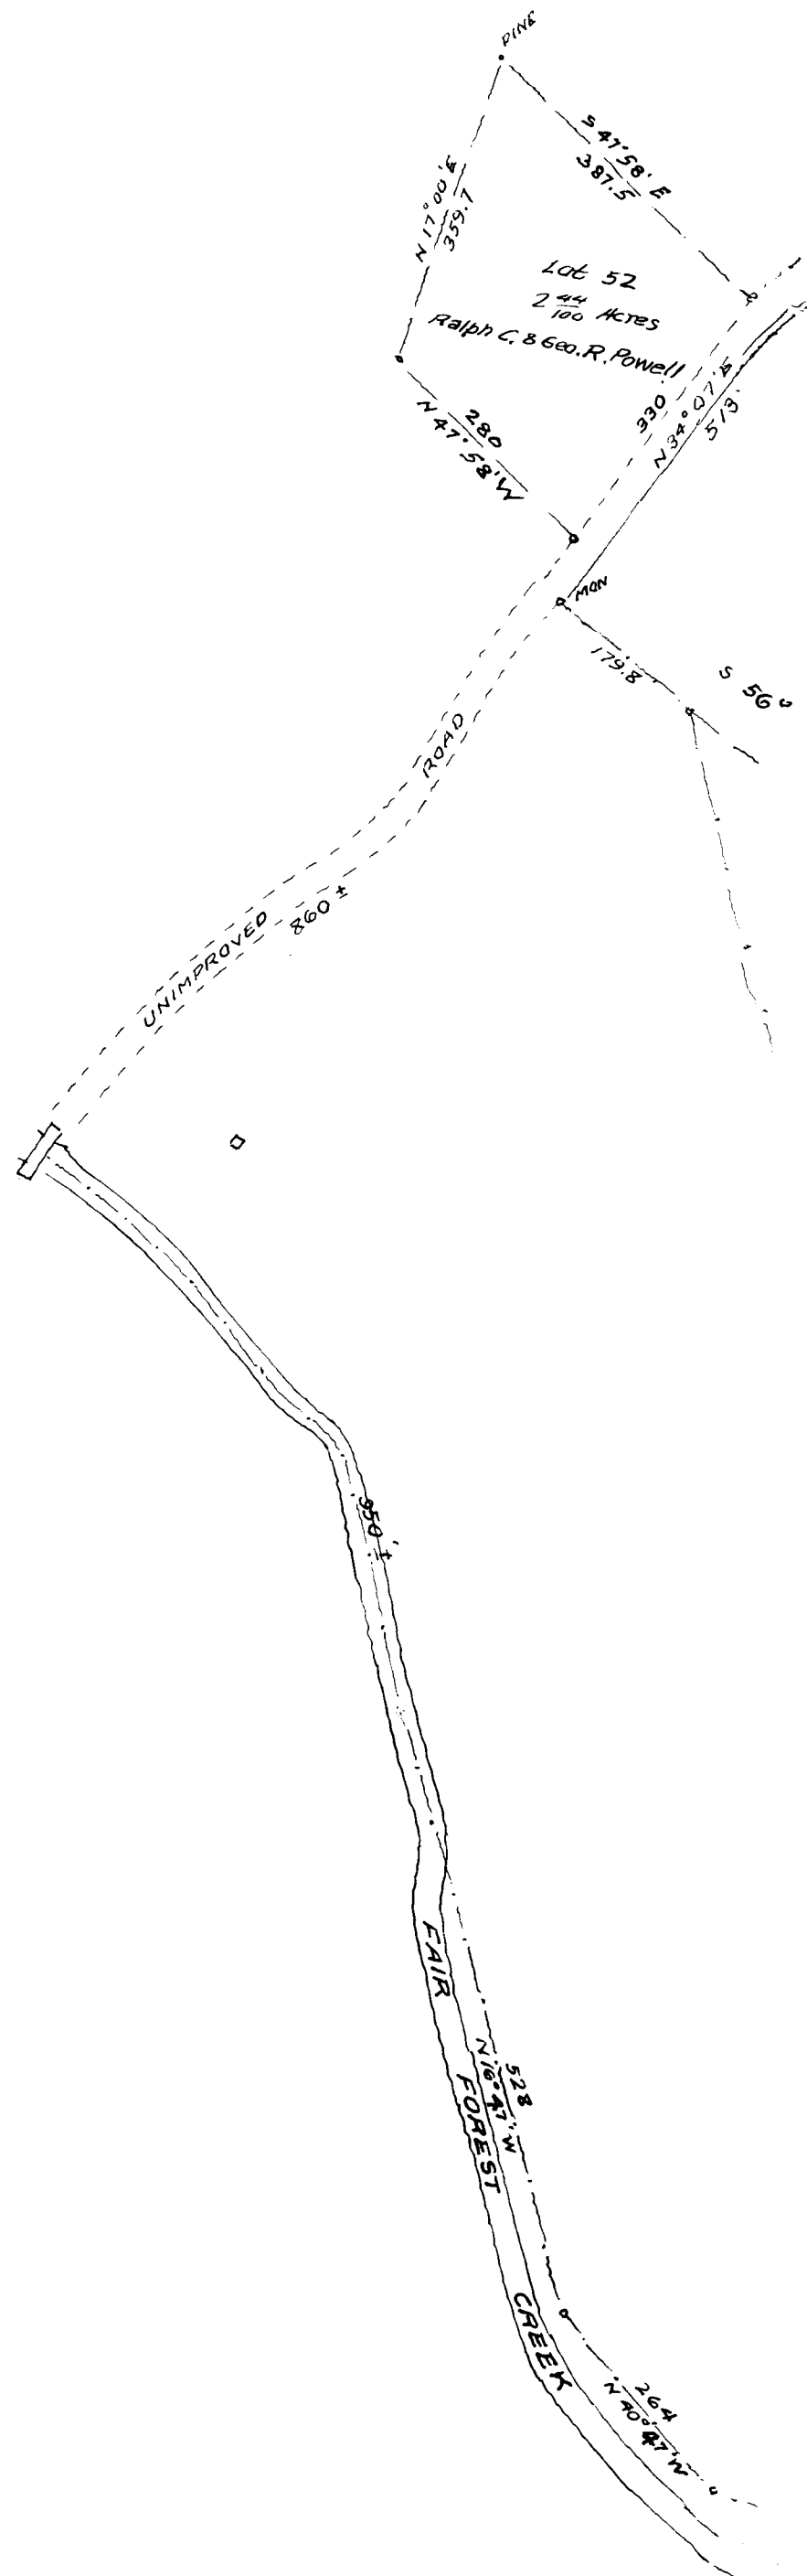 PINE
S 47°58' E
387.5
N 17°00'E
359.7
Lot 52
2 44/100 Acres
Ralph C. & Geo. R. Powell
280
N 47°58'W
330
N 34°07'E
513'
MON
179.8'
S 56°
ROAD
UNIMPROVED
860 ±
950' ±
FAIR
528
N 16°47'W
FOREST
CREEK
264
N 40°47'W